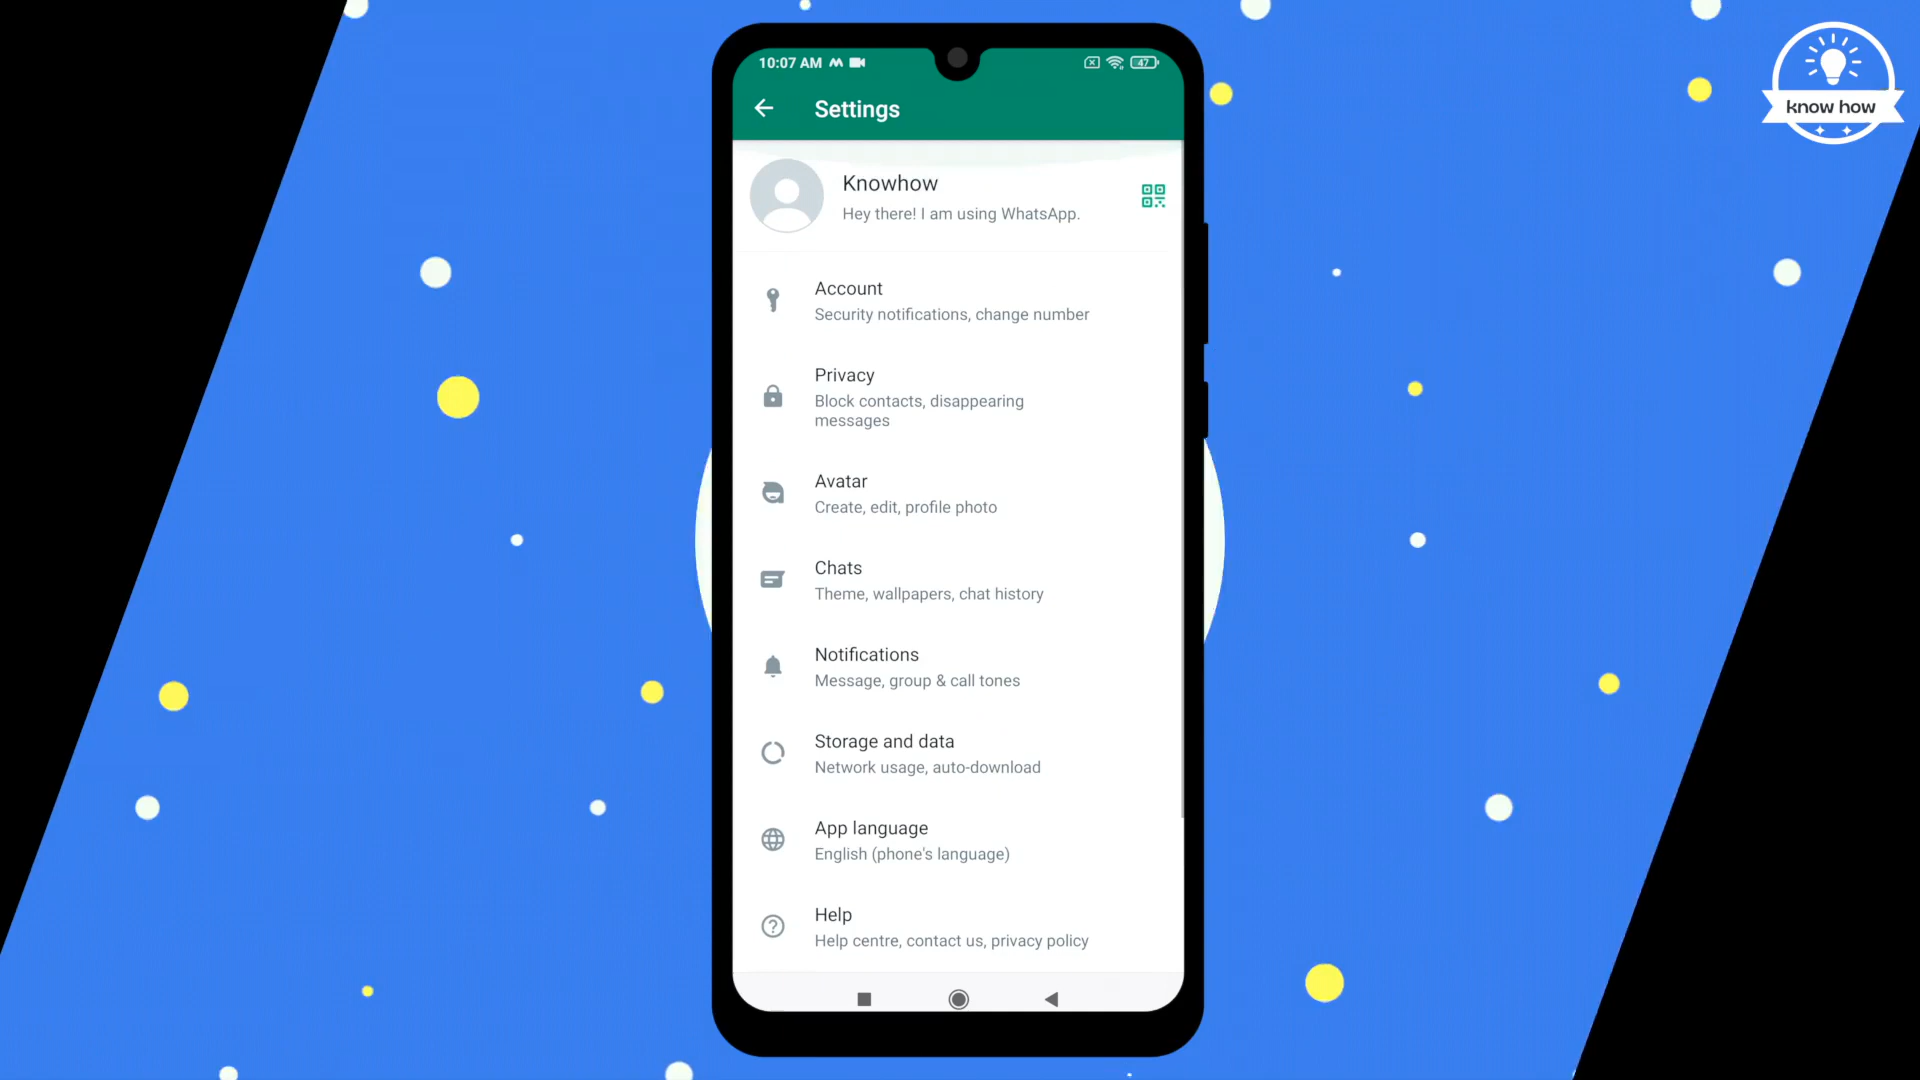 know how
10:07 AM
47
Settings
Knowhow
Hey there! I am using WhatsApp.
Account
Security notifications, change number
Privacy
Block contacts, disappearing
messages
Avatar
Create, edit, profile photo
Chats
Theme, wallpapers, chat history
Notifications
Message, group & call tones
Storage and data
Network usage, auto-download
App language
English (phone's language)
Help
Help centre, contact us, privacy policy